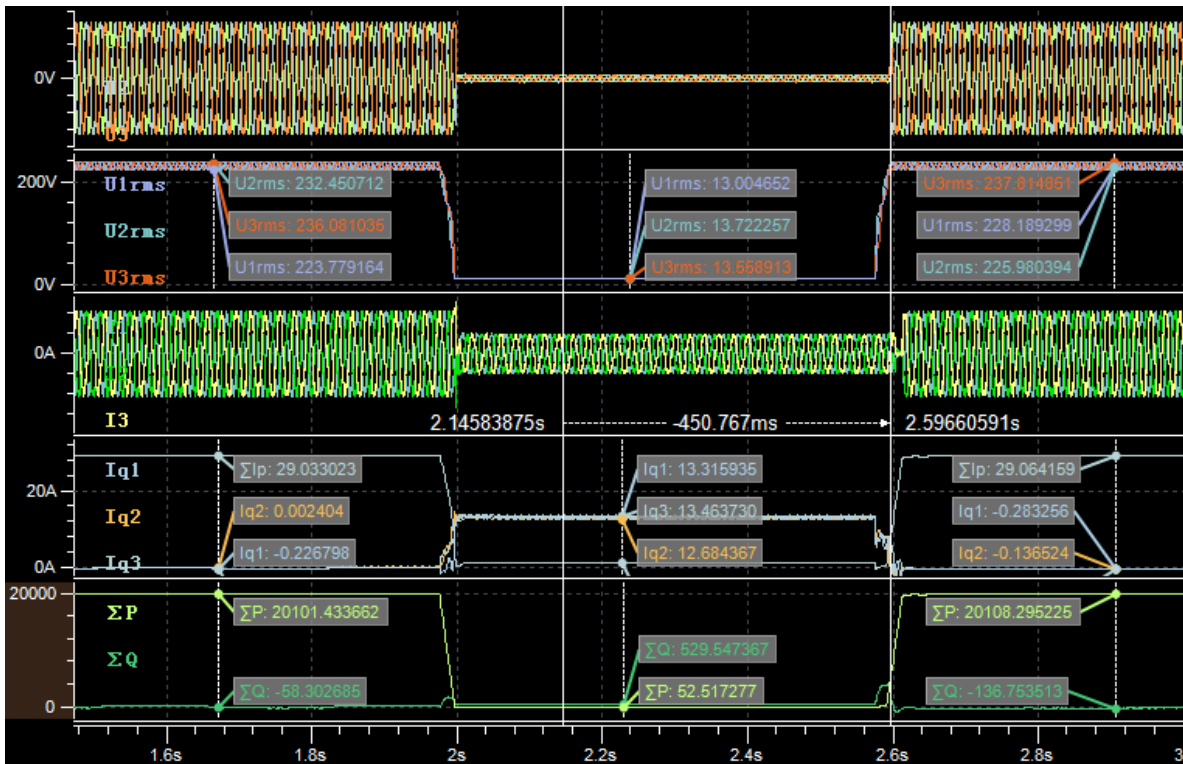 0V
U3
200V
U1rms
U2rms: 232.450712
U1rms: 13.004652
U3rms: 237.814851
U2rms
U3rms: 236.081035
U2rms: 13.722257
U1rms: 228.189299
U3rms
U1rms: 223.779164
U3rms: 13.558913
U2rms: 225.980394
0V
0A
I3
2.14583875s
-450.767ms
2.59660591s
Iq1
∑Ip: 29.033023
Iq1: 13.315935
∑Ip: 29.064159
20A
Iq2
Iq2: 0.002404
Iq3: 13.463730
Iq1: -0.283256
0A
Iq3
Iq1: -0.226798
Iq2: 12.684367
Iq2: -0.136524
20000
∑P
∑P: 20101.433662
∑P: 20108.295225
∑Q
∑Q: 529.547367
0
∑Q: -58.302685
∑P: 52.517277
∑Q: -136.753513
1.6s
1.8s
2s
2.2s
2.4s
2.6s
2.8s